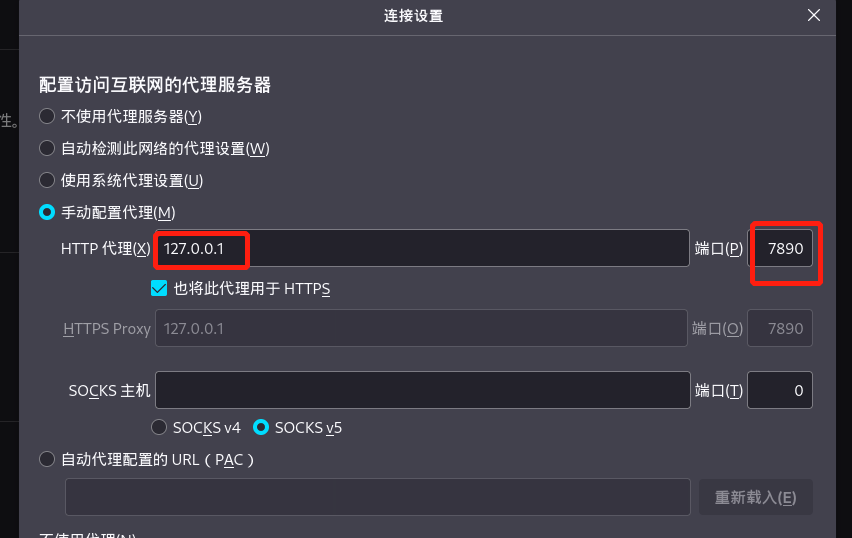 连接设置
性。
配置访问互联网的代理服务器
不使用代理服务器(Y)
自动检测此网络的代理设置(W)
使用系统代理设置(U)
手动配置代理(M)
HTTP 代理(X) 127.0.0.1 端口(P) 7890
也将此代理用于 HTTPS
HTTPS Proxy 127.0.0.1 端口(O) 7890
SOCKS 主机 端口(T) 0
SOCKS v4 SOCKS v5
自动代理配置的 URL（PAC）
重新载入(E)
不使用代理(N)